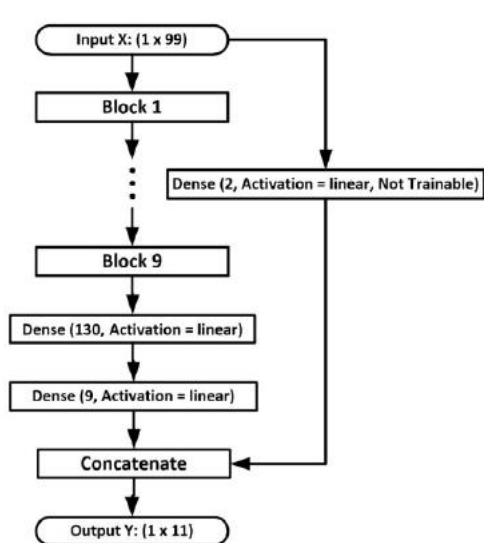 Input X: (1 x 99)
Block 1
Dense (2, Activation = linear, Not Trainable)
Block 9
Dense (130, Activation = linear)
Dense (9, Activation = linear)
Concatenate
Output Y: (1 x 11)